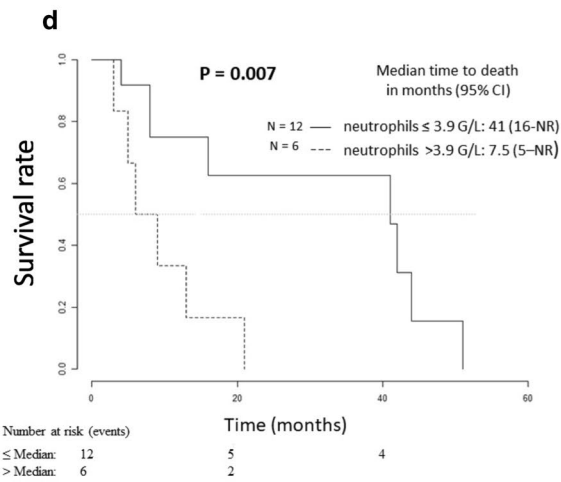 d
P = 0.007
Median time to death
in months (95% CI)
N = 12 neutrophils ≤ 3.9 G/L: 41 (16-NR)
N = 6 neutrophils >3.9 G/L: 7.5 (5–NR)
Survival rate
1.0
0.8
0.6
0.4
0.2
0.0
0 20 40 60
Time (months)
Number at risk (events)
≤ Median: 12 5 4
> Median: 6 2